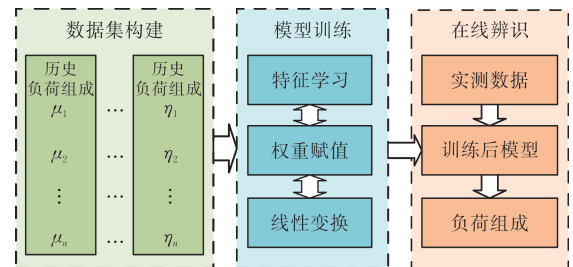 数据集构建
历史
负荷组成
历史
负荷组成
μ1 … η1
μ2 … η2
⋮ … ⋮
μn … ηn
模型训练
特征学习
权重赋值
线性变换
在线辨识
实测数据
训练后模型
负荷组成